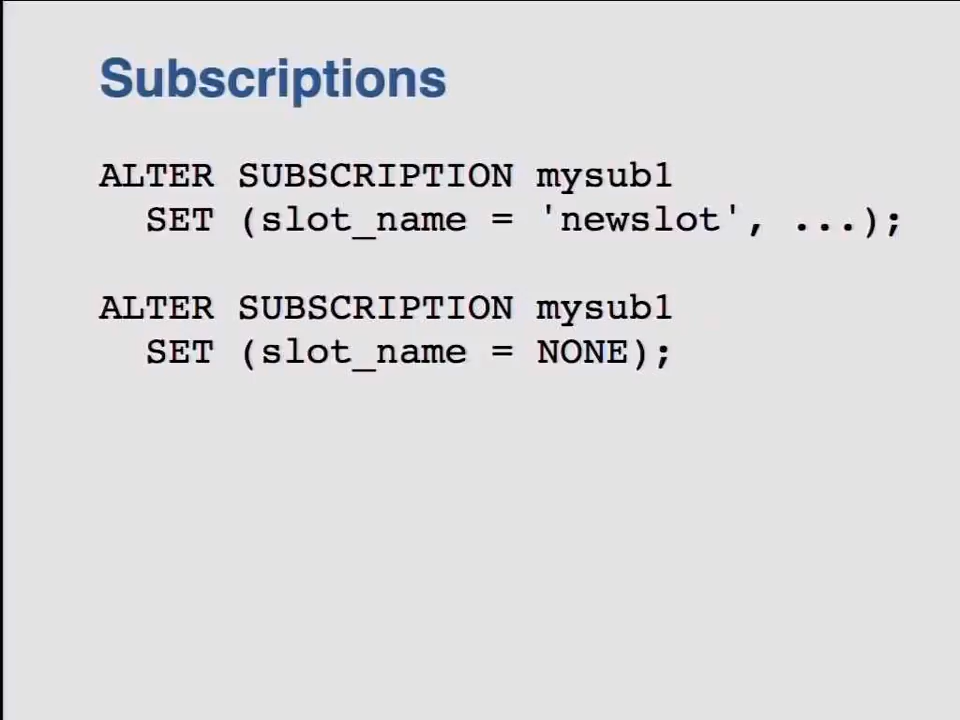 Subscriptions
ALTER SUBSCRIPTION mysub1
SET (slot_name = 'newslot', ...);
ALTER SUBSCRIPTION mysub1
SET (slot_name = NONE);